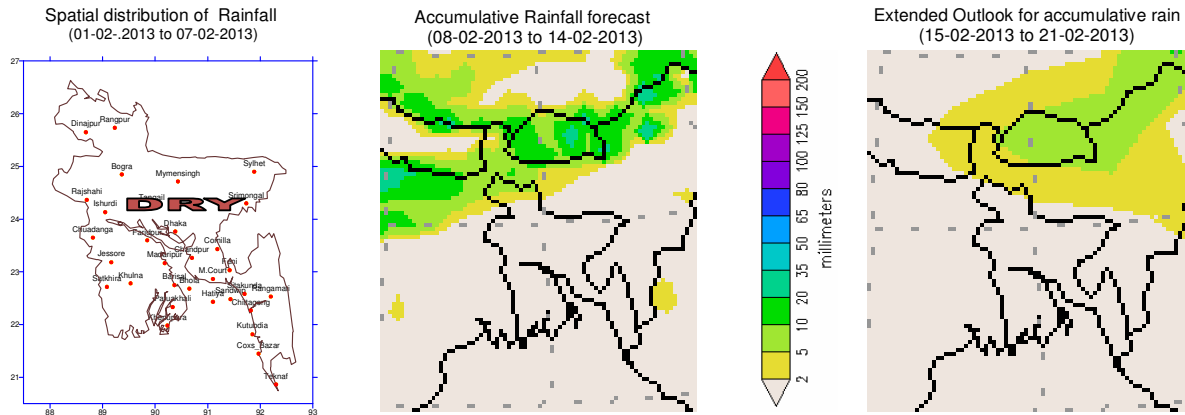 Spatial distribution of Rainfall
(01-02-.2013 to 07-02-2013)
27
26
25
24
23
22
21
88
89
90
91
92
93
Dinajpur
Rangpur
Bogra
Mymensingh
Sylhet
Rajshahi
Ishurdi
Tangail
Srimongal
DRY
Dhaka
Chuadanga
Faridpur
Comilla
Chandpur
Jessore
Madaripur
Feni
Satkhira
Khulna
Barisal
Bhola
M.Court
Sitakunda
Sandwip
Rangamati
Hatiya
Chittagong
Patuakhali
Khepupara
Kutubdia
Coxs_Bazar
Teknaf
Accumulative Rainfall forecast
(08-02-2013 to 14-02-2013)
200
150
125
100
80
65
50
35
20
10
5
2
millimeters
Extended Outlook for accumulative rain
(15-02-2013 to 21-02-2013)